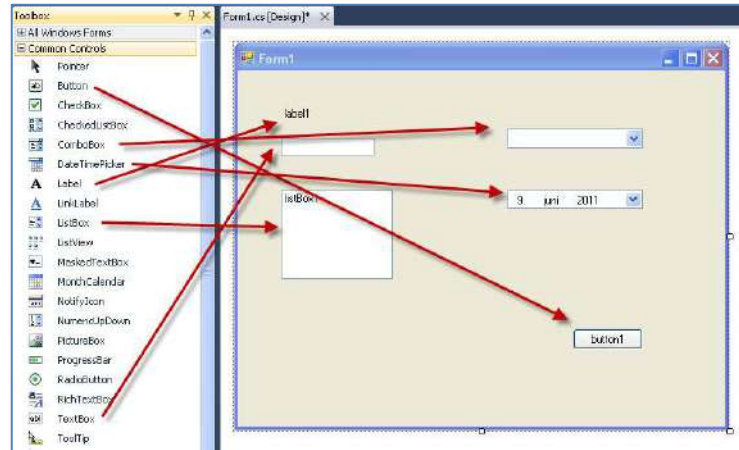 Toolbox
All Windows Forms
Common Controls
Pointer
Button
CheckBox
CheckedListBox
ComboBox
DateTimePicker
Label
LinkLabel
ListBox
ListView
MaskedTextBox
MonthCalendar
NotifyIcon
NumericUpDown
PictureBox
ProgressBar
RadioButton
RichTextBox
TextBox
ToolTip
Form1.cs [Design]*
Form1
label1
listBox1
9. juni 2011
button1